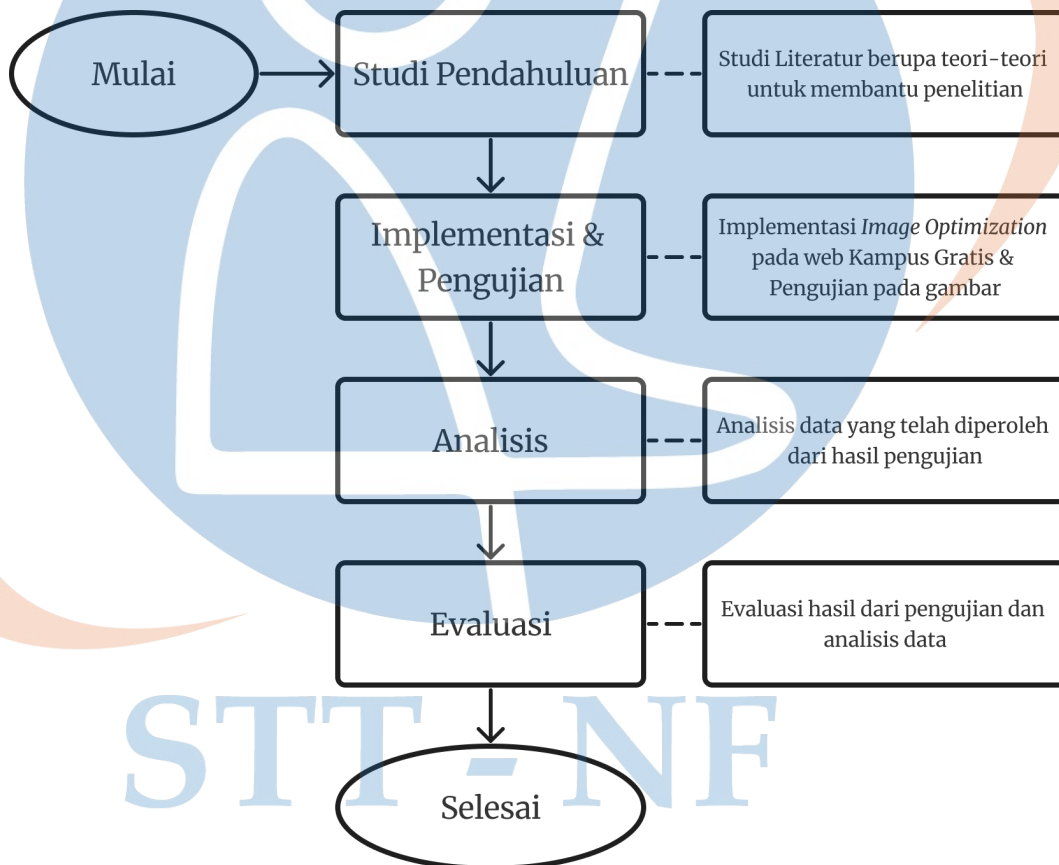 Mulai
Studi Pendahuluan
Studi Literatur berupa teori-teori
untuk membantu penelitian
Implementasi &
Pengujian
Implementasi Image Optimization
pada web Kampus Gratis &
Pengujian pada gambar
Analisis
Analisis data yang telah diperoleh
dari hasil pengujian
Evaluasi
Evaluasi hasil dari pengujian dan
analisis data
STT - NF
Selesai